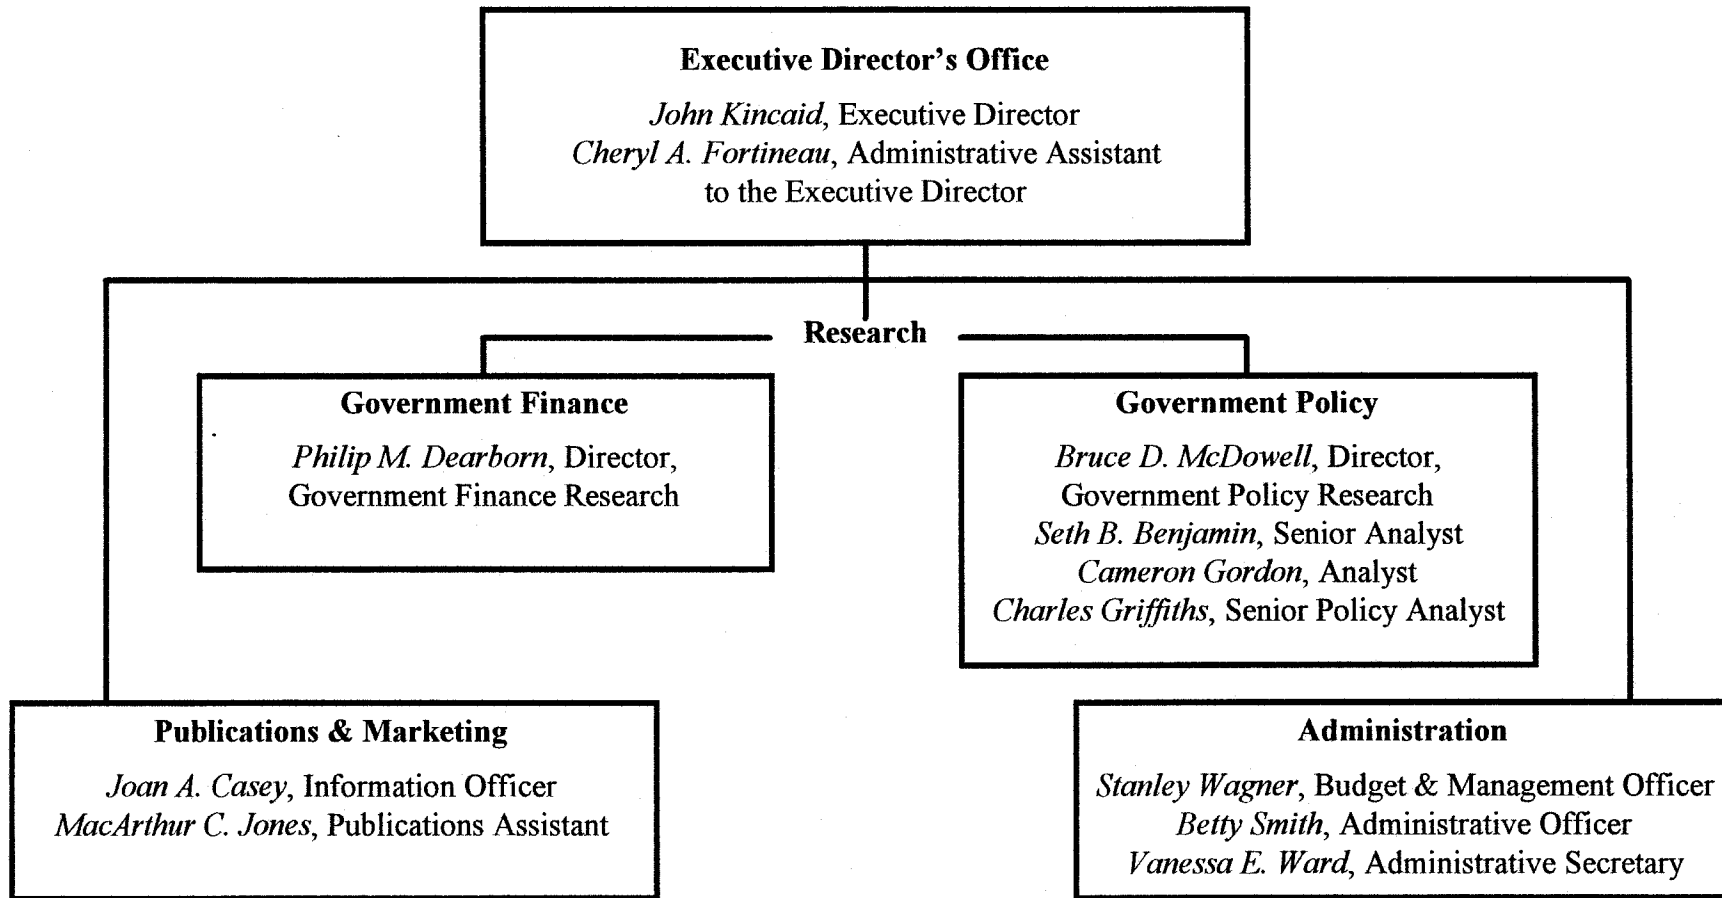 Executive Director's Office
John Kincaid, Executive Director
Cheryl A. Fortineau, Administrative Assistant
to the Executive Director
Research
Government Finance
Philip M. Dearborn, Director,
Government Finance Research
Government Policy
Bruce D. McDowell, Director,
Government Policy Research
Seth B. Benjamin, Senior Analyst
Cameron Gordon, Analyst
Charles Griffiths, Senior Policy Analyst
Publications & Marketing
Joan A. Casey, Information Officer
MacArthur C. Jones, Publications Assistant
Administration
Stanley Wagner, Budget & Management Officer
Betty Smith, Administrative Officer
Vanessa E. Ward, Administrative Secretary